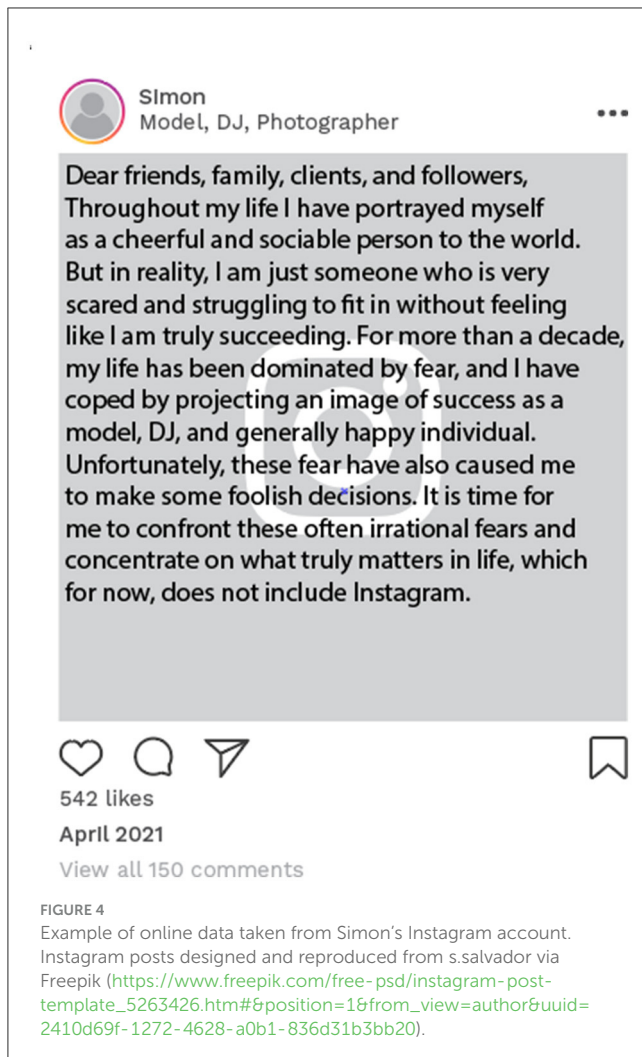 SImon
Model, DJ, Photographer
Dear friends, family, clients, and followers,
Throughout my life I have portrayed myself
as a cheerful and sociable person to the world.
But in reality, I am just someone who is very
scared and struggling to fit in without feeling
like I am truly succeeding. For more than a decade,
my life has been dominated by fear, and I have
coped by projecting an image of success as a
model, DJ, and generally happy individual.
Unfortunately, these fear have also caused me
to make some foolish decisions. It is time for
me to confront these often irrational fears and
concentrate on what truly matters in life, which
for now, does not include Instagram.
542 likes
AprIl 2021
View all 150 comments
FIGURE 4
Example of online data taken from Simon's Instagram account.
Instagram posts designed and reproduced from s.salvador via
Freepik (https://www.freepik.com/free-psd/instagram-post-
template_5263426.htm#&position=1&from_view=author&uuid=
2410d69f-1272-4628-a0b1-836d31b3bb20).